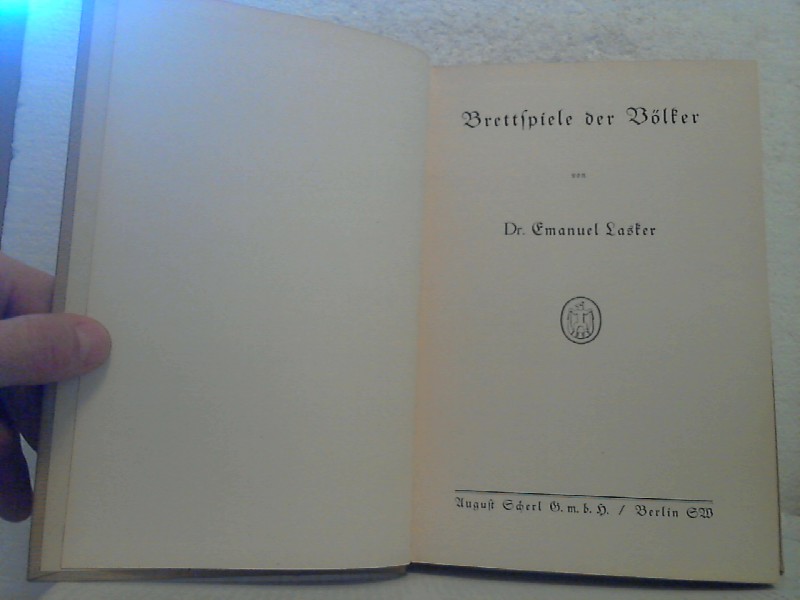 Brettſpiele der Völker
von
Dr. Emanuel Lasker
Auguſt Scherl G.m.b.H. / Berlin SW